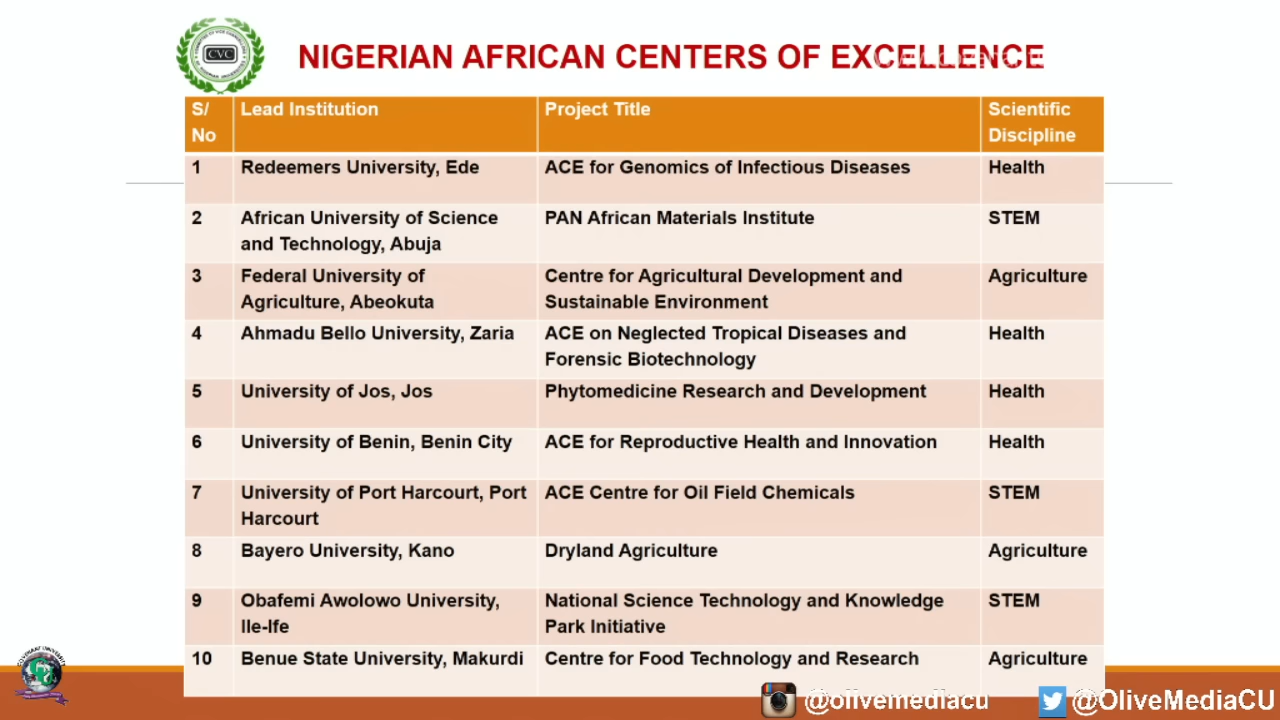 CVC
NIGERIAN AFRICAN CENTERS OF EXCELLENCE
S/ No Lead Institution Project Title Scientific Discipline
1 Redeemers University, Ede ACE for Genomics of Infectious Diseases Health
2 African University of Science and Technology, Abuja PAN African Materials Institute STEM
3 Federal University of Agriculture, Abeokuta Centre for Agricultural Development and Sustainable Environment Agriculture
4 Ahmadu Bello University, Zaria ACE on Neglected Tropical Diseases and Forensic Biotechnology Health
5 University of Jos, Jos Phytomedicine Research and Development Health
6 University of Benin, Benin City ACE for Reproductive Health and Innovation Health
7 University of Port Harcourt, Port Harcourt ACE Centre for Oil Field Chemicals STEM
8 Bayero University, Kano Dryland Agriculture Agriculture
9 Obafemi Awolowo University, Ile-Ife National Science Technology and Knowledge Park Initiative STEM
10 Benue State University, Makurdi Centre for Food Technology and Research Agriculture
COVENANT UNIVERSITY
@olivemediacu @OliveMediaCU